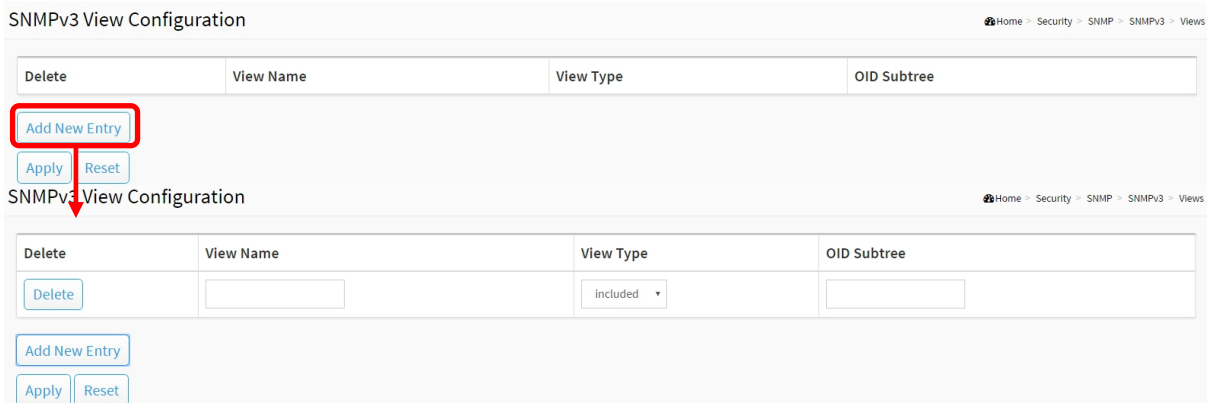 SNMPv3 View Configuration Home > Security > SNMP > SNMPv3 > Views
Delete View Name View Type OID Subtree
Add New Entry
Apply Reset
SNMPv3 View Configuration Home > Security > SNMP > SNMPv3 > Views
Delete View Name View Type OID Subtree
Delete included
Add New Entry
Apply Reset